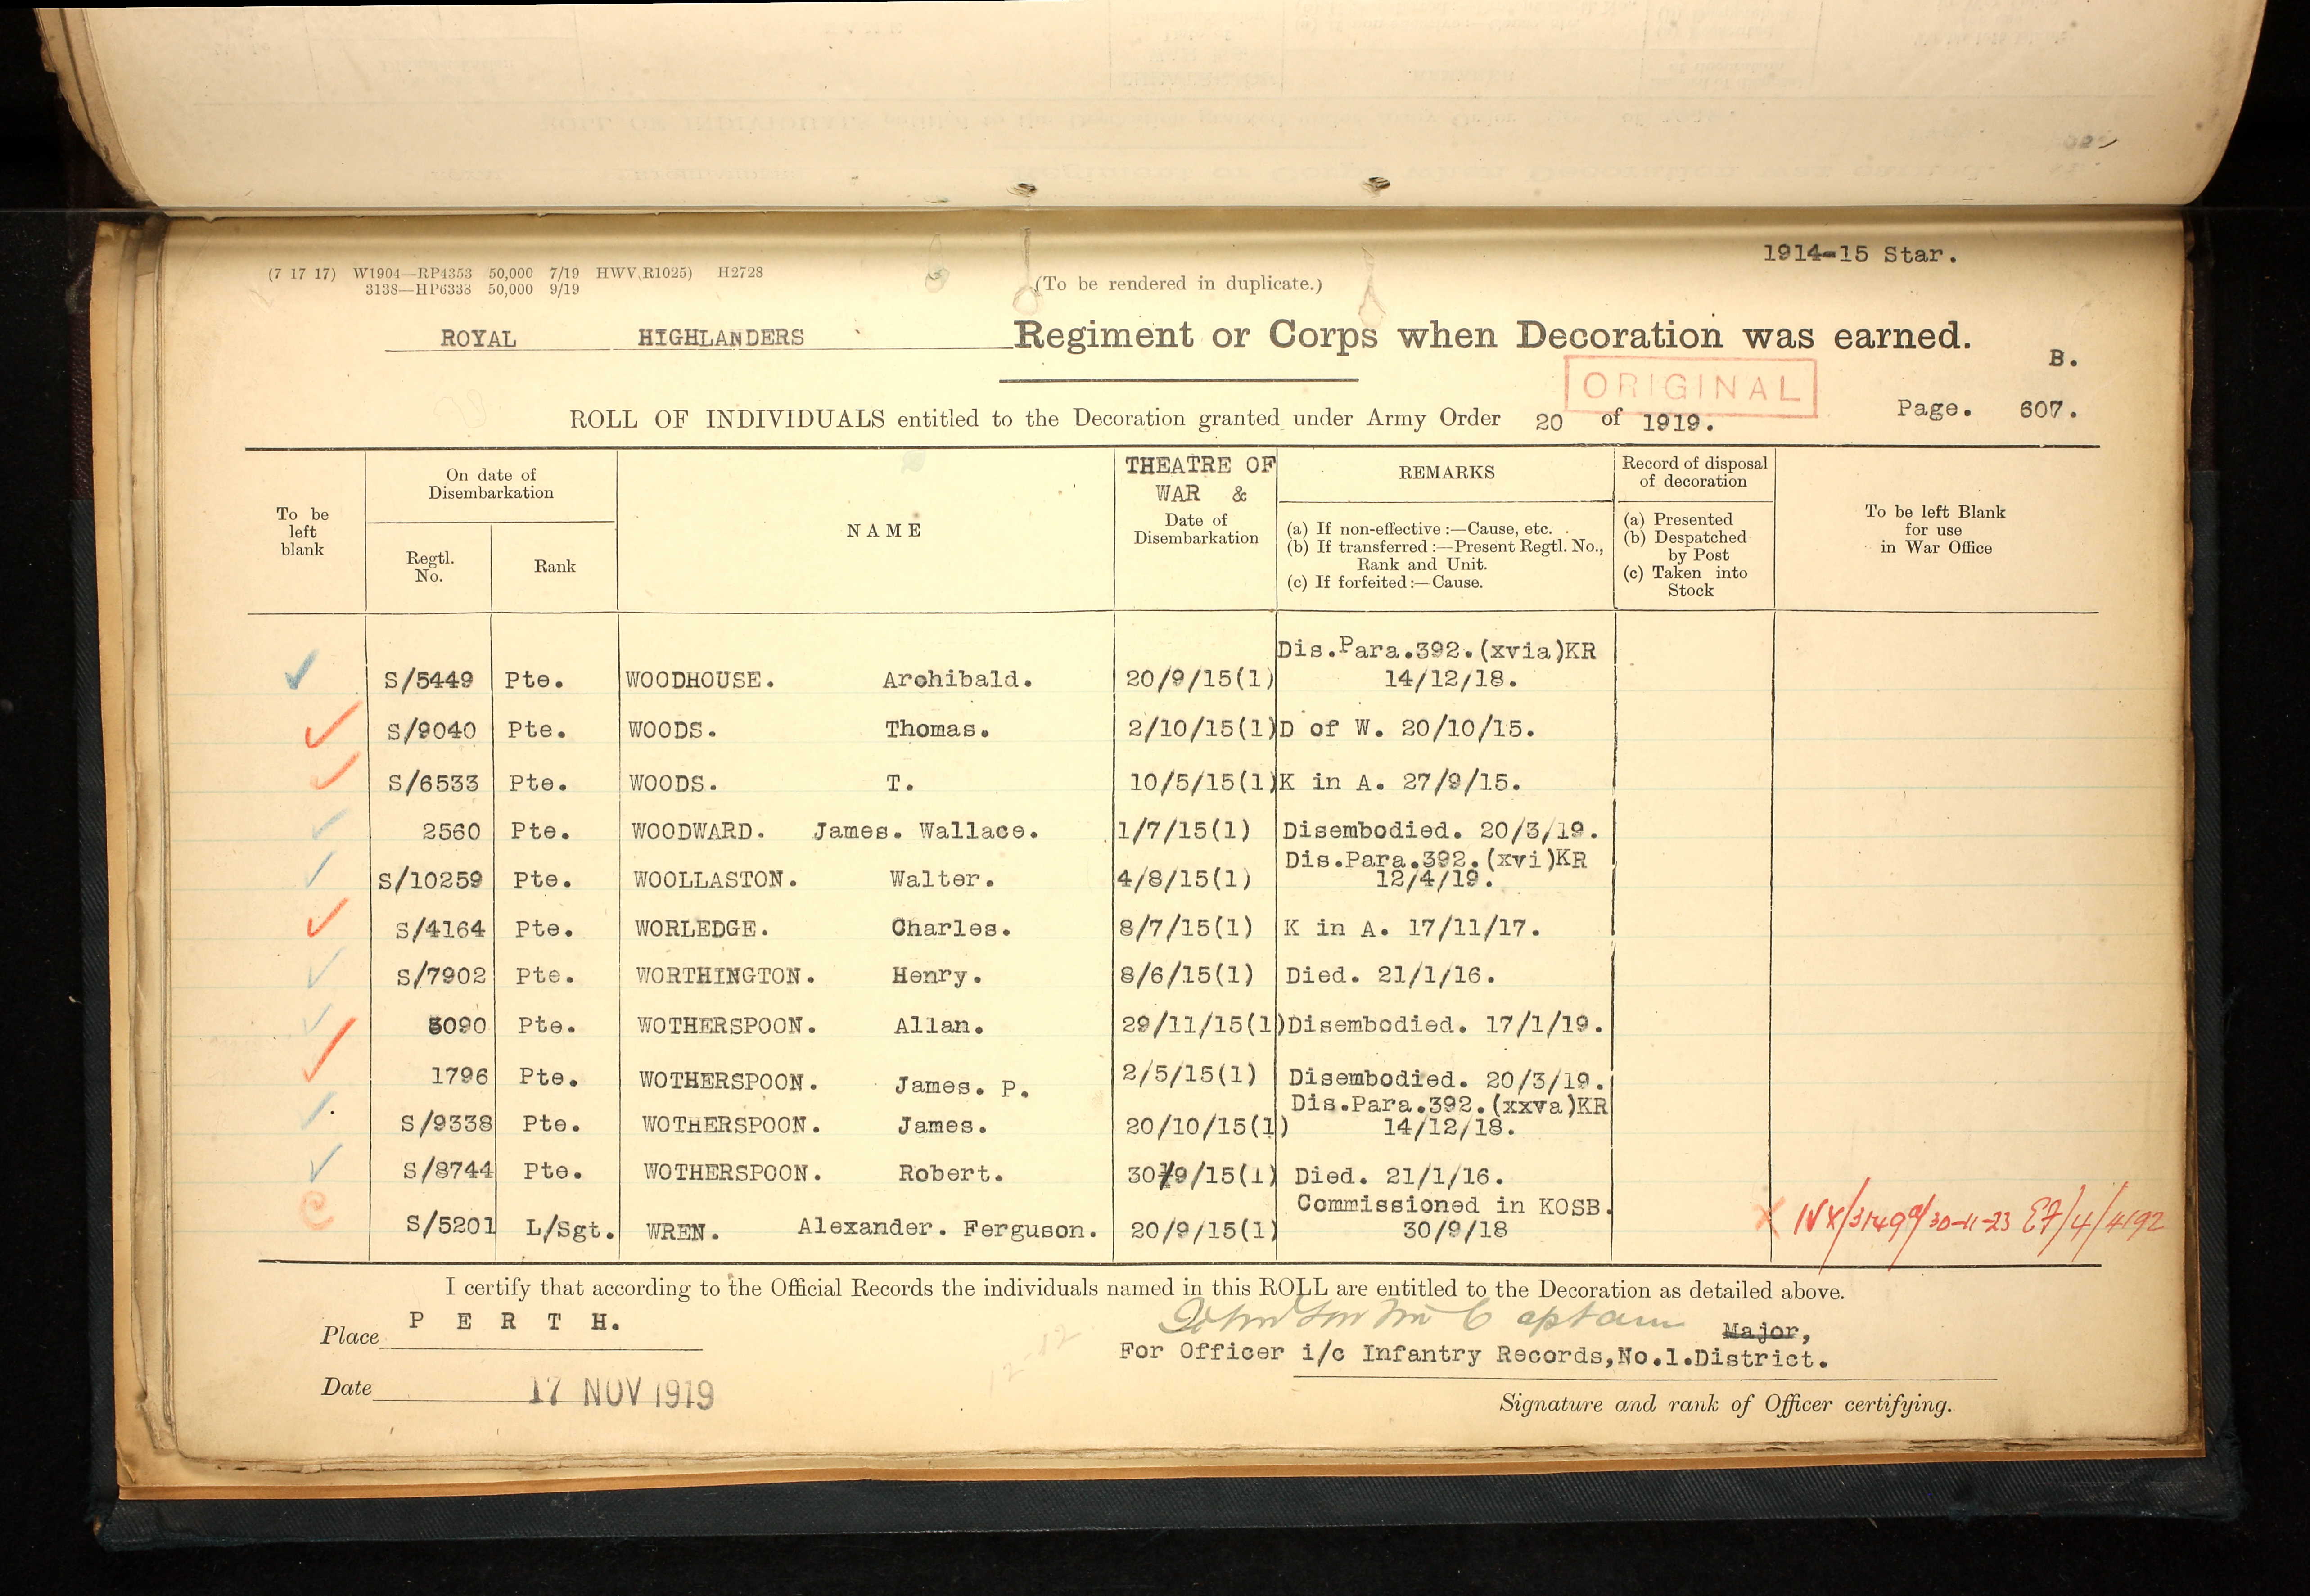 1914-15 Star.
(7 17 17) W1904—RP4353 50,000 7/19 HWV(R1025) H2728
3138—HP6338 50,000 9/19
(To be rendered in duplicate.)
ROYAL HIGHLANDERS Regiment or Corps when Decoration was earned.
B.
ORIGINAL
ROLL OF INDIVIDUALS entitled to the Decoration granted under Army Order 20 of 1919.
Page. 607.
To be left blank
On date of Disembarkation
Regtl. No.
Rank
NAME
THEATRE OF WAR &
Date of Disembarkation
REMARKS
(a) If non-effective:—Cause, etc.
(b) If transferred:—Present Regtl. No., Rank and Unit.
(c) If forfeited:—Cause.
Record of disposal of decoration
(a) Presented
(b) Despatched by Post
(c) Taken into Stock
To be left Blank for use in War Office
S/5449 Pte. WOODHOUSE. Archibald. 20/9/15(1) Dis.Para.392.(xvia)KR 14/12/18.
S/9040 Pte. WOODS. Thomas. 2/10/15(1) D of W. 20/10/15.
S/6533 Pte. WOODS. T. 10/5/15(1) K in A. 27/9/15.
2560 Pte. WOODWARD. James. Wallace. 1/7/15(1) Disembodied. 20/3/19.
S/10259 Pte. WOOLLASTON. Walter. 4/8/15(1) Dis.Para.392.(xvi)KR 12/4/19.
S/4164 Pte. WORLEDGE. Charles. 8/7/15(1) K in A. 17/11/17.
S/7902 Pte. WORTHINGTON. Henry. 8/6/15(1) Died. 21/1/16.
Pte. WOTHERSPOON. Allan. 29/11/15(1) Disembodied. 17/1/19.
1796 Pte. WOTHERSPOON. James. P. 2/5/15(1) Disembodied. 20/3/19.
S/9338 Pte. WOTHERSPOON. James. 20/10/15(1) Dis.Para.392.(xxva)KR 14/12/18.
S/8744 Pte. WOTHERSPOON. Robert. 30/9/15(1) Died. 21/1/16.
S/5201 L/Sgt. WREN. Alexander. Ferguson. 20/9/15(1) Commissioned in KOSB. 30/9/18
I certify that according to the Official Records the individuals named in this ROLL are entitled to the Decoration as detailed above.
Place P E R T H.
Captain Major,
For Officer i/c Infantry Records,No.1.District.
Date 17 NOV 1919
Signature and rank of Officer certifying.